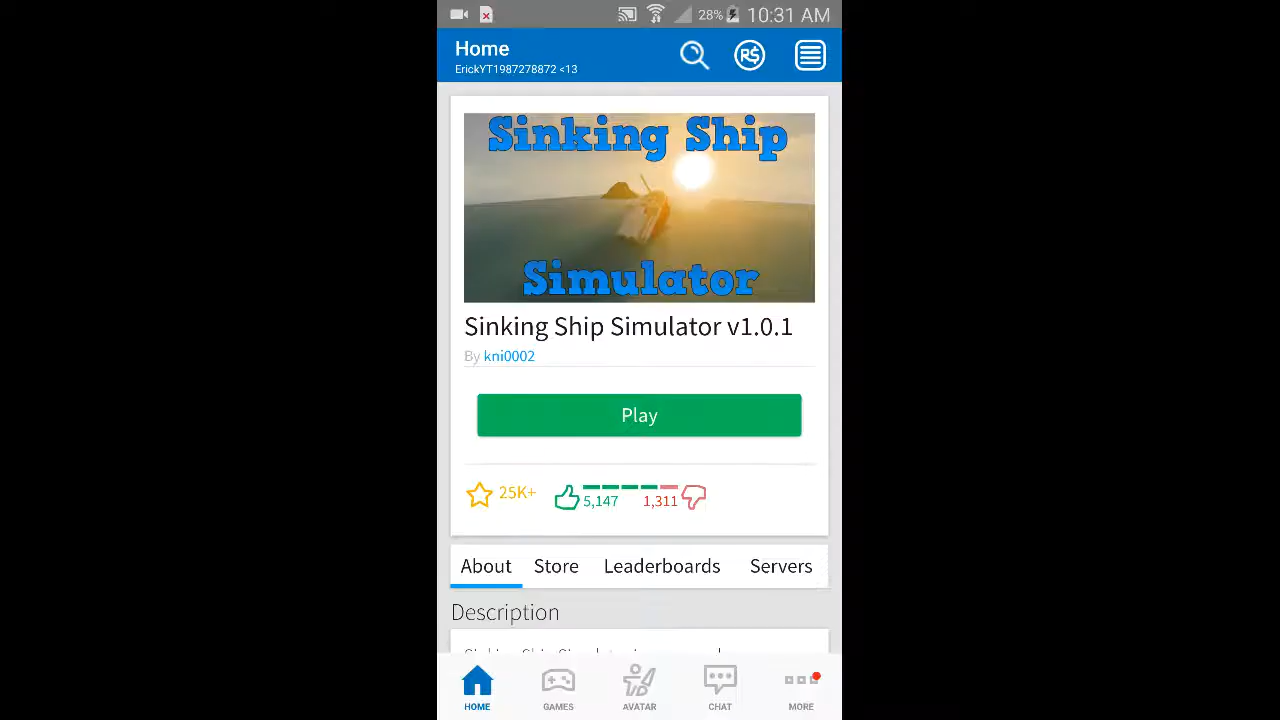 28% 10:31 AM
Home
ErickYT1987278872 <13
R$
Sinking Ship
Simulator
Sinking Ship Simulator v1.0.1
By kni0002
Play
25K+ 5,147 1,311
About Store Leaderboards Servers
Description
HOME GAMES AVATAR CHAT MORE